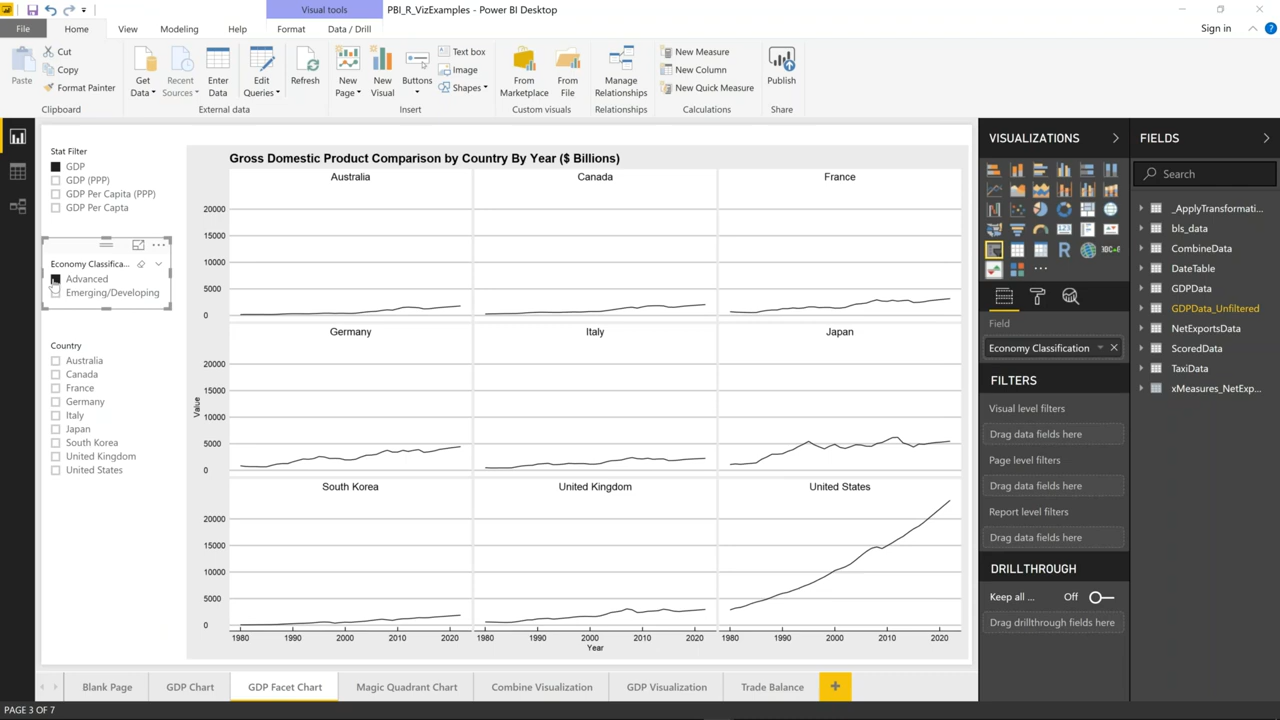 Visual tools
PBI_R_VizExamples - Power BI Desktop
File
Home
View
Modeling
Help
Format
Data / Drill
Sign in
Paste
Cut
Copy
Format Painter
Clipboard
Get Data
Recent Sources
Enter Data
Edit Queries
External data
Refresh
New Page
New Visual
Buttons
Text box
Image
Shapes
Insert
From Marketplace
From File
Custom visuals
Manage Relationships
Relationships
New Measure
New Column
New Quick Measure
Calculations
Publish
Share
Stat Filter
GDP
GDP (PPP)
GDP Per Capita (PPP)
GDP Per Capta
Economy Classifica...
Advanced
Emerging/Developing
Country
Australia
Canada
France
Germany
Italy
Japan
South Korea
United Kingdom
United States
Gross Domestic Product Comparison by Country By Year ($ Billions)
Australia Canada France
20000
15000
10000
5000
0
Germany Italy Japan
20000
15000
10000
5000
0
Value
South Korea United Kingdom United States
20000
15000
10000
5000
0
1980 1990 2000 2010 2020 1980 1990 2000 2010 2020 1980 1990 2000 2010 2020
Year
VISUALIZATIONS
R
Field
Economy Classification
FILTERS
Visual level filters
Drag data fields here
Page level filters
Drag data fields here
Report level filters
Drag data fields here
DRILLTHROUGH
Keep all ... Off
Drag drillthrough fields here
FIELDS
Search
_ApplyTransformati...
bls_data
CombineData
DateTable
GDPData
GDPData_Unfiltered
NetExportsData
ScoredData
TaxiData
xMeasures_NetExp...
Blank Page
GDP Chart
GDP Facet Chart
Magic Quadrant Chart
Combine Visualization
GDP Visualization
Trade Balance
PAGE 3 OF 7